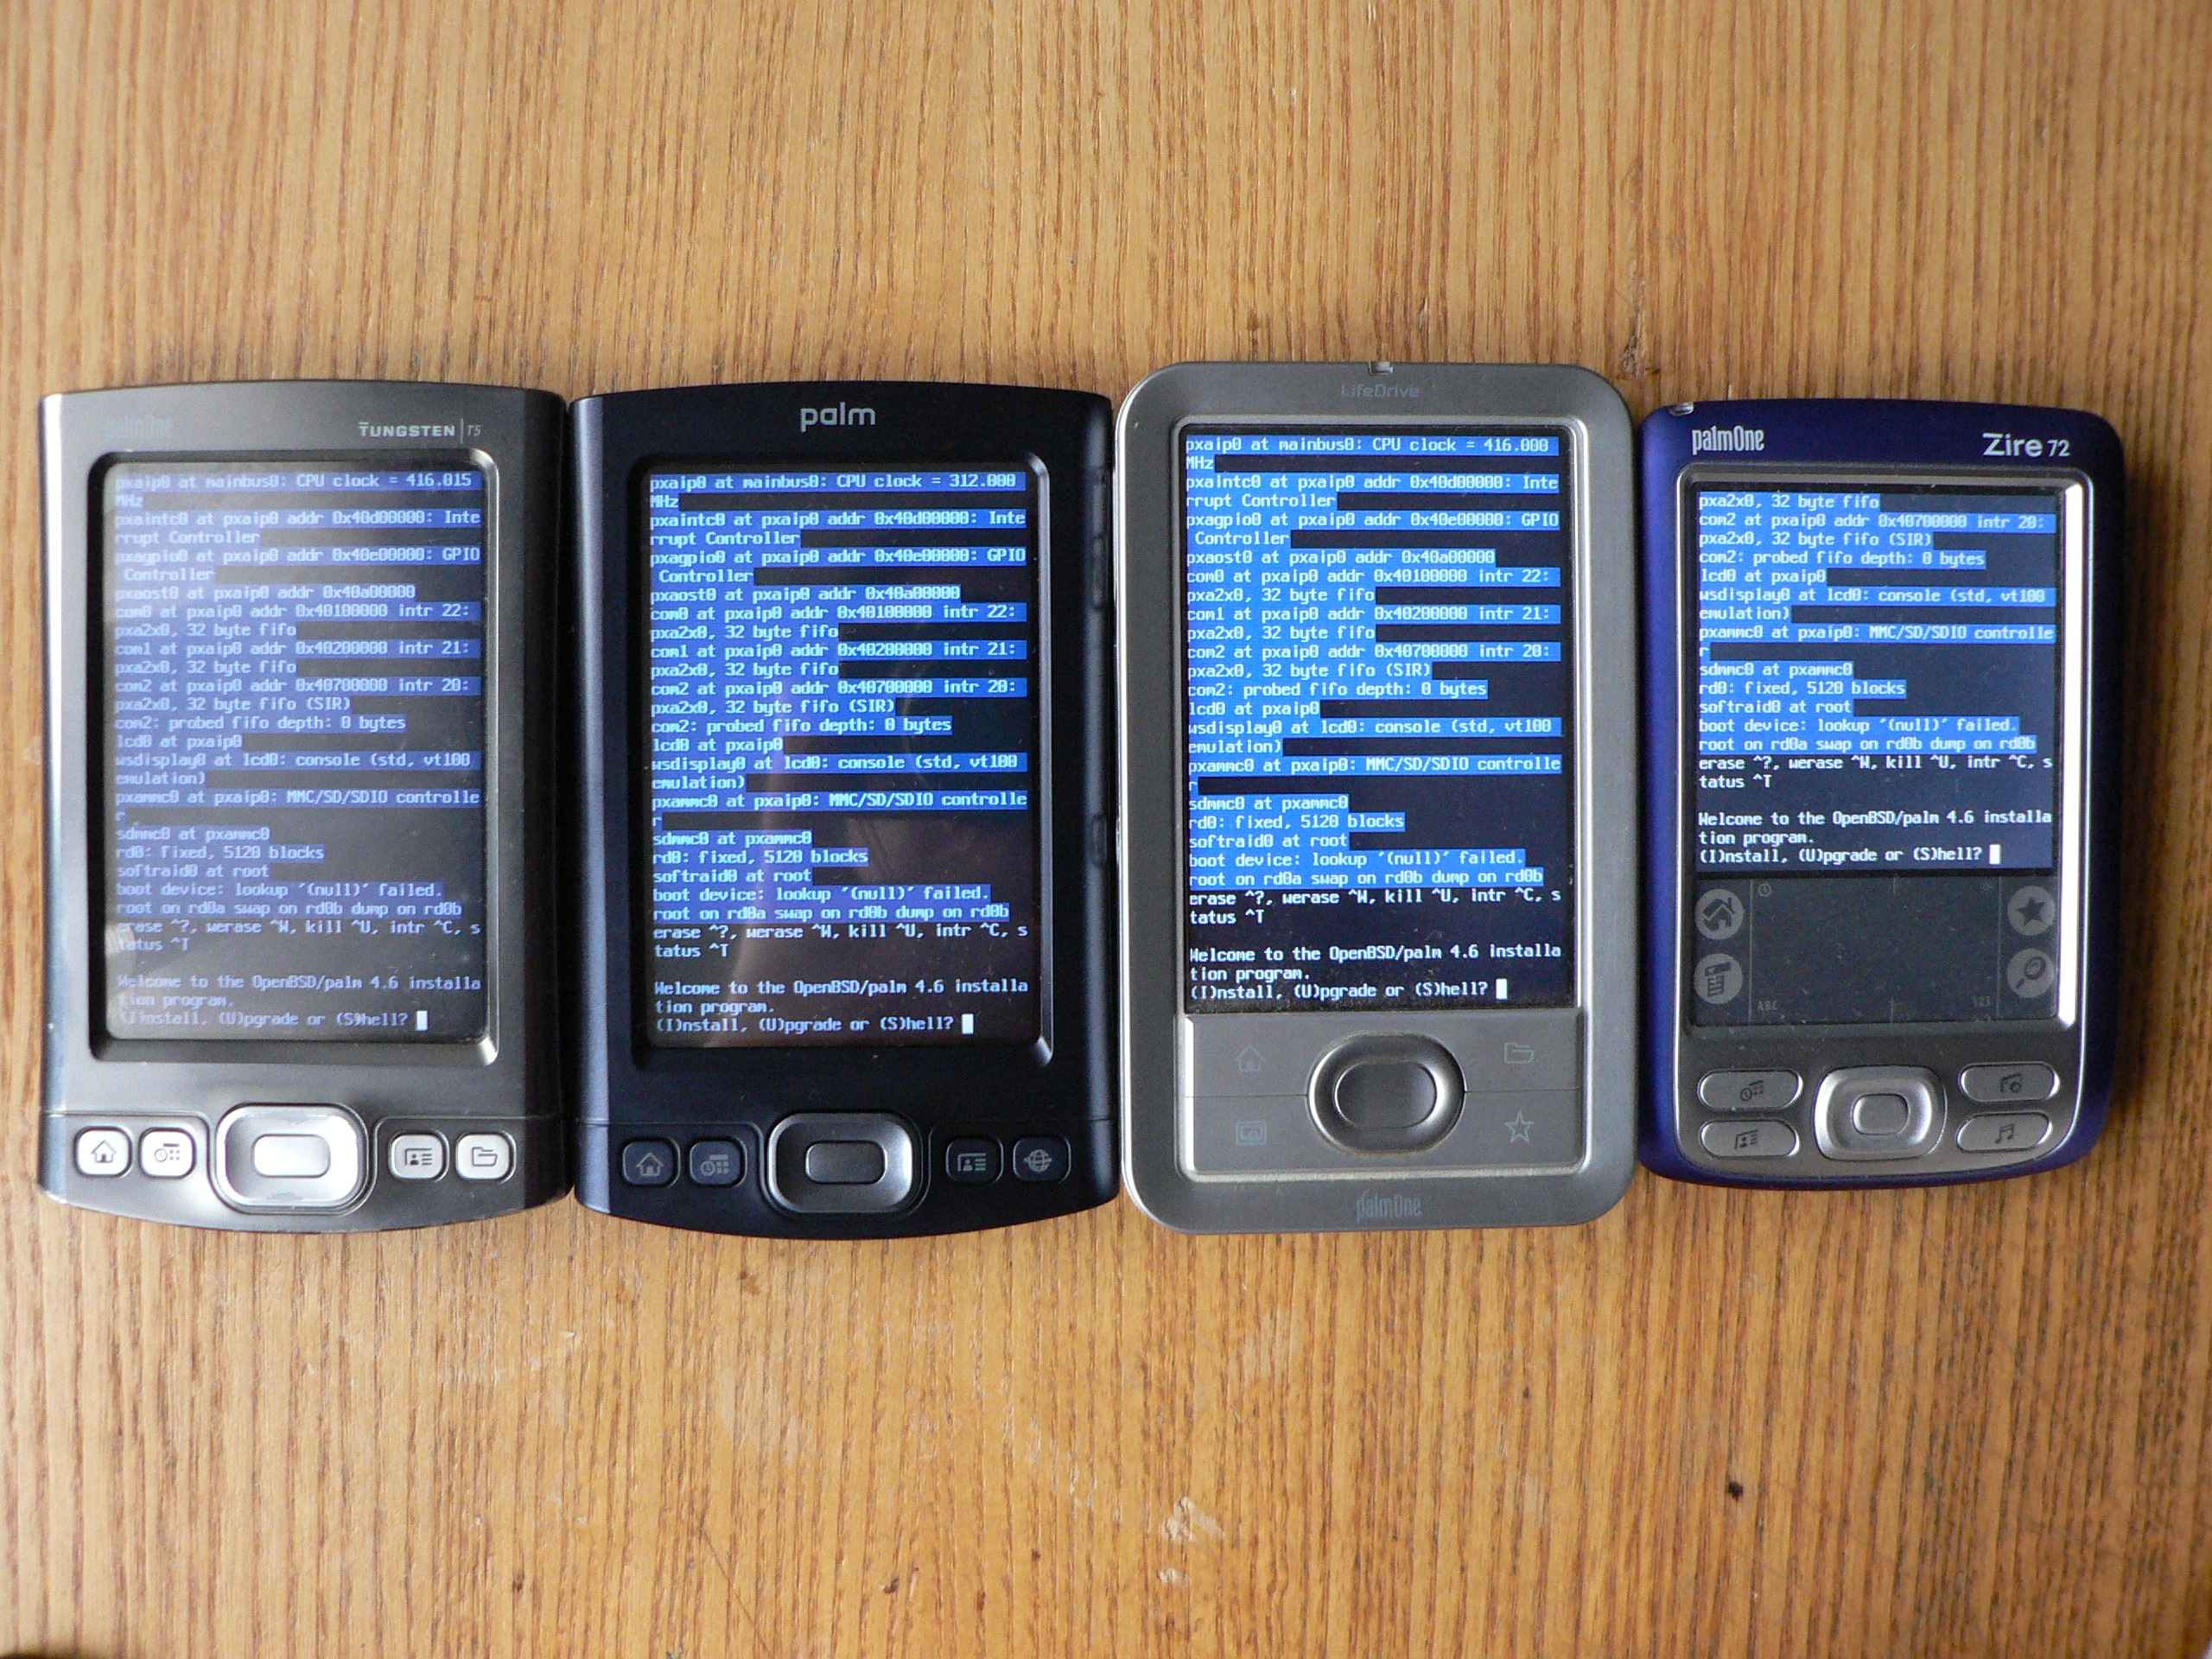 palmOne
TUNGSTEN | T5
pxaip0 at mainbus0: CPU clock = 416.015
MHz
pxaintc0 at pxaip0 addr 0x40d00000: Inte
rrupt Controller
pxagpio0 at pxaip0 addr 0x40e00000: GPIO
Controller
pxaost0 at pxaip0 addr 0x40a00000
com0 at pxaip0 addr 0x40100000 intr 22:
pxa2x0, 32 byte fifo
com1 at pxaip0 addr 0x40200000 intr 21:
pxa2x0, 32 byte fifo
com2 at pxaip0 addr 0x40700000 intr 20:
pxa2x0, 32 byte fifo (SIR)
com2: probed fifo depth: 0 bytes
lcd0 at pxaip0
wsdisplay0 at lcd0: console (std, vt100
emulation)
pxammc0 at pxaip0: MMC/SD/SDIO controlle
r
sdmmc0 at pxammc0
rd0: fixed, 5120 blocks
softraid0 at root
boot device: lookup '(null)' failed.
root on rd0a swap on rd0b dump on rd0b
erase ^?, werase ^W, kill ^U, intr ^C, s
tatus ^T
Welcome to the OpenBSD/palm 4.6 installa
tion program.
(I)nstall, (U)pgrade or (S)hell?
palm
pxaip0 at mainbus0: CPU clock = 312.000
MHz
pxaintc0 at pxaip0 addr 0x40d00000: Inte
rrupt Controller
pxagpio0 at pxaip0 addr 0x40e00000: GPIO
Controller
pxaost0 at pxaip0 addr 0x40a00000
com0 at pxaip0 addr 0x40100000 intr 22:
pxa2x0, 32 byte fifo
com1 at pxaip0 addr 0x40200000 intr 21:
pxa2x0, 32 byte fifo
com2 at pxaip0 addr 0x40700000 intr 20:
pxa2x0, 32 byte fifo (SIR)
com2: probed fifo depth: 0 bytes
lcd0 at pxaip0
wsdisplay0 at lcd0: console (std, vt100
emulation)
pxammc0 at pxaip0: MMC/SD/SDIO controlle
r
sdmmc0 at pxammc0
rd0: fixed, 5120 blocks
softraid0 at root
boot device: lookup '(null)' failed.
root on rd0a swap on rd0b dump on rd0b
erase ^?, werase ^W, kill ^U, intr ^C, s
tatus ^T
Welcome to the OpenBSD/palm 4.6 installa
tion program.
(I)nstall, (U)pgrade or (S)hell?
LifeDrive
pxaip0 at mainbus0: CPU clock = 416.000
MHz
pxaintc0 at pxaip0 addr 0x40d00000: Inte
rrupt Controller
pxagpio0 at pxaip0 addr 0x40e00000: GPIO
Controller
pxaost0 at pxaip0 addr 0x40a00000
com0 at pxaip0 addr 0x40100000 intr 22:
pxa2x0, 32 byte fifo
com1 at pxaip0 addr 0x40200000 intr 21:
pxa2x0, 32 byte fifo
com2 at pxaip0 addr 0x40700000 intr 20:
pxa2x0, 32 byte fifo (SIR)
com2: probed fifo depth: 0 bytes
lcd0 at pxaip0
wsdisplay0 at lcd0: console (std, vt100
emulation)
pxammc0 at pxaip0: MMC/SD/SDIO controlle
r
sdmmc0 at pxammc0
rd0: fixed, 5120 blocks
softraid0 at root
boot device: lookup '(null)' failed.
root on rd0a swap on rd0b dump on rd0b
erase ^?, werase ^W, kill ^U, intr ^C, s
tatus ^T
Welcome to the OpenBSD/palm 4.6 installa
tion program.
(I)nstall, (U)pgrade or (S)hell?
palmOne
palmOne
Zire 72
pxa2x0, 32 byte fifo
com2 at pxaip0 addr 0x40700000 intr 20:
pxa2x0, 32 byte fifo (SIR)
com2: probed fifo depth: 0 bytes
lcd0 at pxaip0
wsdisplay0 at lcd0: console (std, vt100
emulation)
pxammc0 at pxaip0: MMC/SD/SDIO controlle
r
sdmmc0 at pxammc0
rd0: fixed, 5120 blocks
softraid0 at root
boot device: lookup '(null)' failed.
root on rd0a swap on rd0b dump on rd0b
erase ^?, werase ^W, kill ^U, intr ^C, s
tatus ^T
Welcome to the OpenBSD/palm 4.6 installa
tion program.
(I)nstall, (U)pgrade or (S)hell?
ABC
123